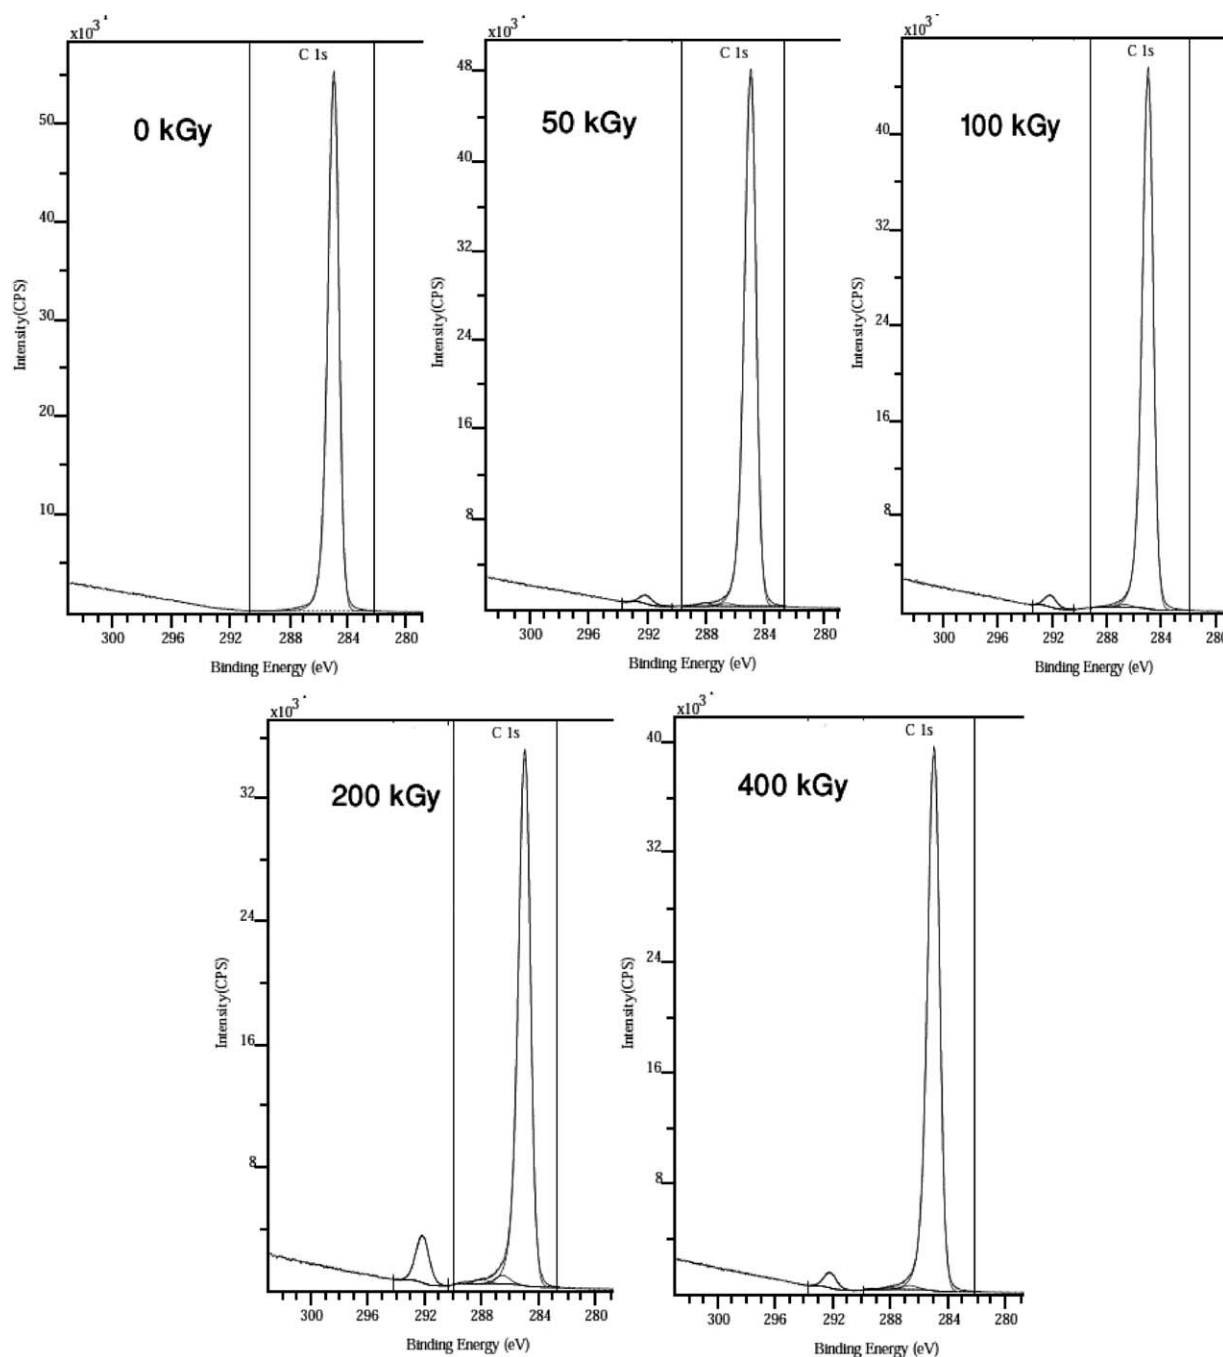 x10³
C 1s
0 kGy
50
40
30
20
10
Intensity(CPS)
300 296 292 288 284 280
Binding Energy (eV)
x10³
C 1s
50 kGy
48
40
32
24
16
8
Intensity(CPS)
300 296 292 288 284 280
Binding Energy (eV)
x10³
C 1s
100 kGy
40
32
24
16
8
Intensity(CPS)
300 296 292 288 284 280
Binding Energy (eV)
x10³
C 1s
200 kGy
32
24
16
8
Intensity(CPS)
300 296 292 288 284 280
Binding Energy (eV)
x10³
C 1s
400 kGy
40
32
24
16
8
Intensity(CPS)
300 296 292 288 284 280
Binding Energy (eV)